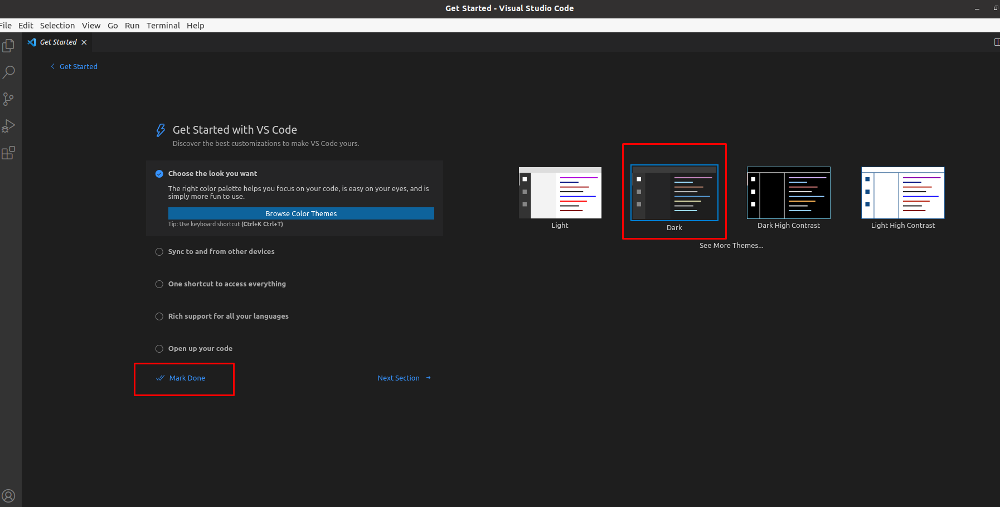 Get Started - Visual Studio Code
File Edit Selection View Go Run Terminal Help
Get Started
Get Started
Get Started with VS Code
Discover the best customizations to make VS Code yours.
Choose the look you want
The right color palette helps you focus on your code, is easy on your eyes, and is
simply more fun to use.
Browse Color Themes
Tip: Use keyboard shortcut (Ctrl+K Ctrl+T)
Sync to and from other devices
One shortcut to access everything
Rich support for all your languages
Open up your code
Mark Done
Next Section
Light
Dark
Dark High Contrast
Light High Contrast
See More Themes...